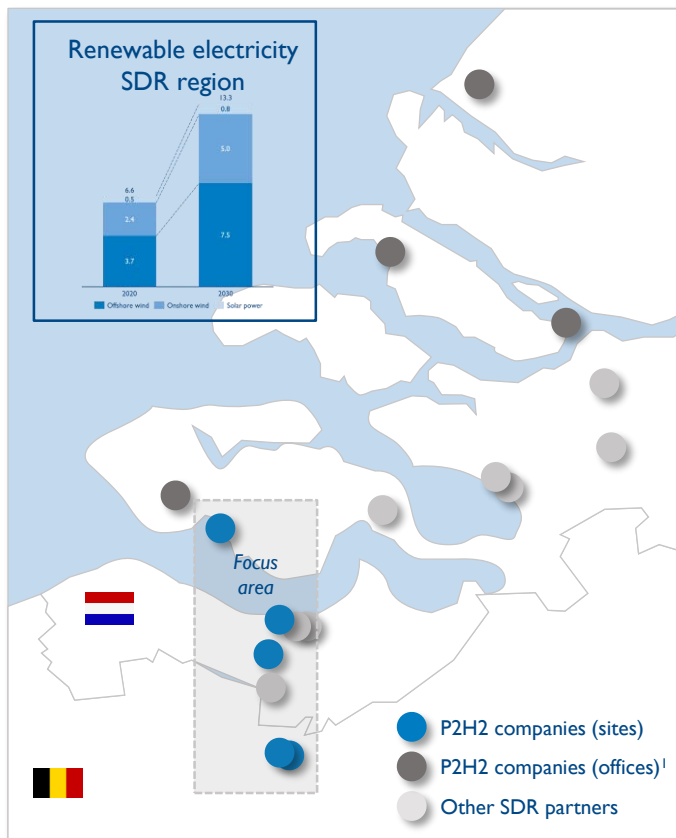 Renewable electricity
SDR region
13.3
0.8
5.0
6.6
0.5
2.4
7.5
3.7
2020 2030
Offshore wind Onshore wind Solar power
Focus
area
P2H2 companies (sites)
P2H2 companies (offices)1
Other SDR partners